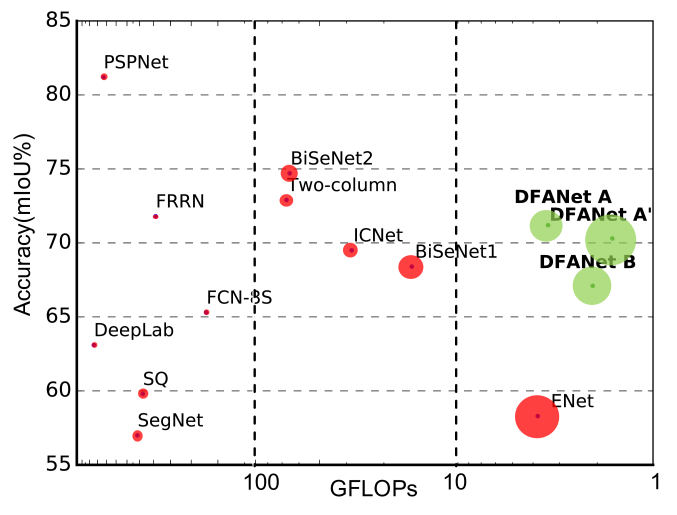 85
PSPNet
80
75
BiSeNet2
Two-column
DFANet A
FRRN
DFANet A'
70
ICNet
BiSeNet1
DFANet B
65
FCN-8S
DeepLab
60
SQ
ENet
SegNet
55
100
10
1
GFLOPs
Accuracy(mIoU%)